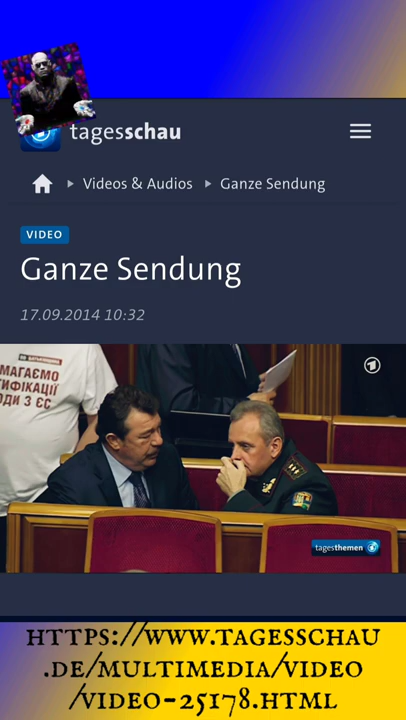 tagesschau
Videos & Audios
Ganze Sendung
VIDEO
Ganze Sendung
17.09.2014 10:32
МАГАЄМО
ТИФІКАЦІЇ
ОДИ З ЄС
tagesthemen
HTTPS://WWW.TAGESSCHAU
.DE/MULTIMEDIA/VIDEO
/VIDEO-25178.HTML